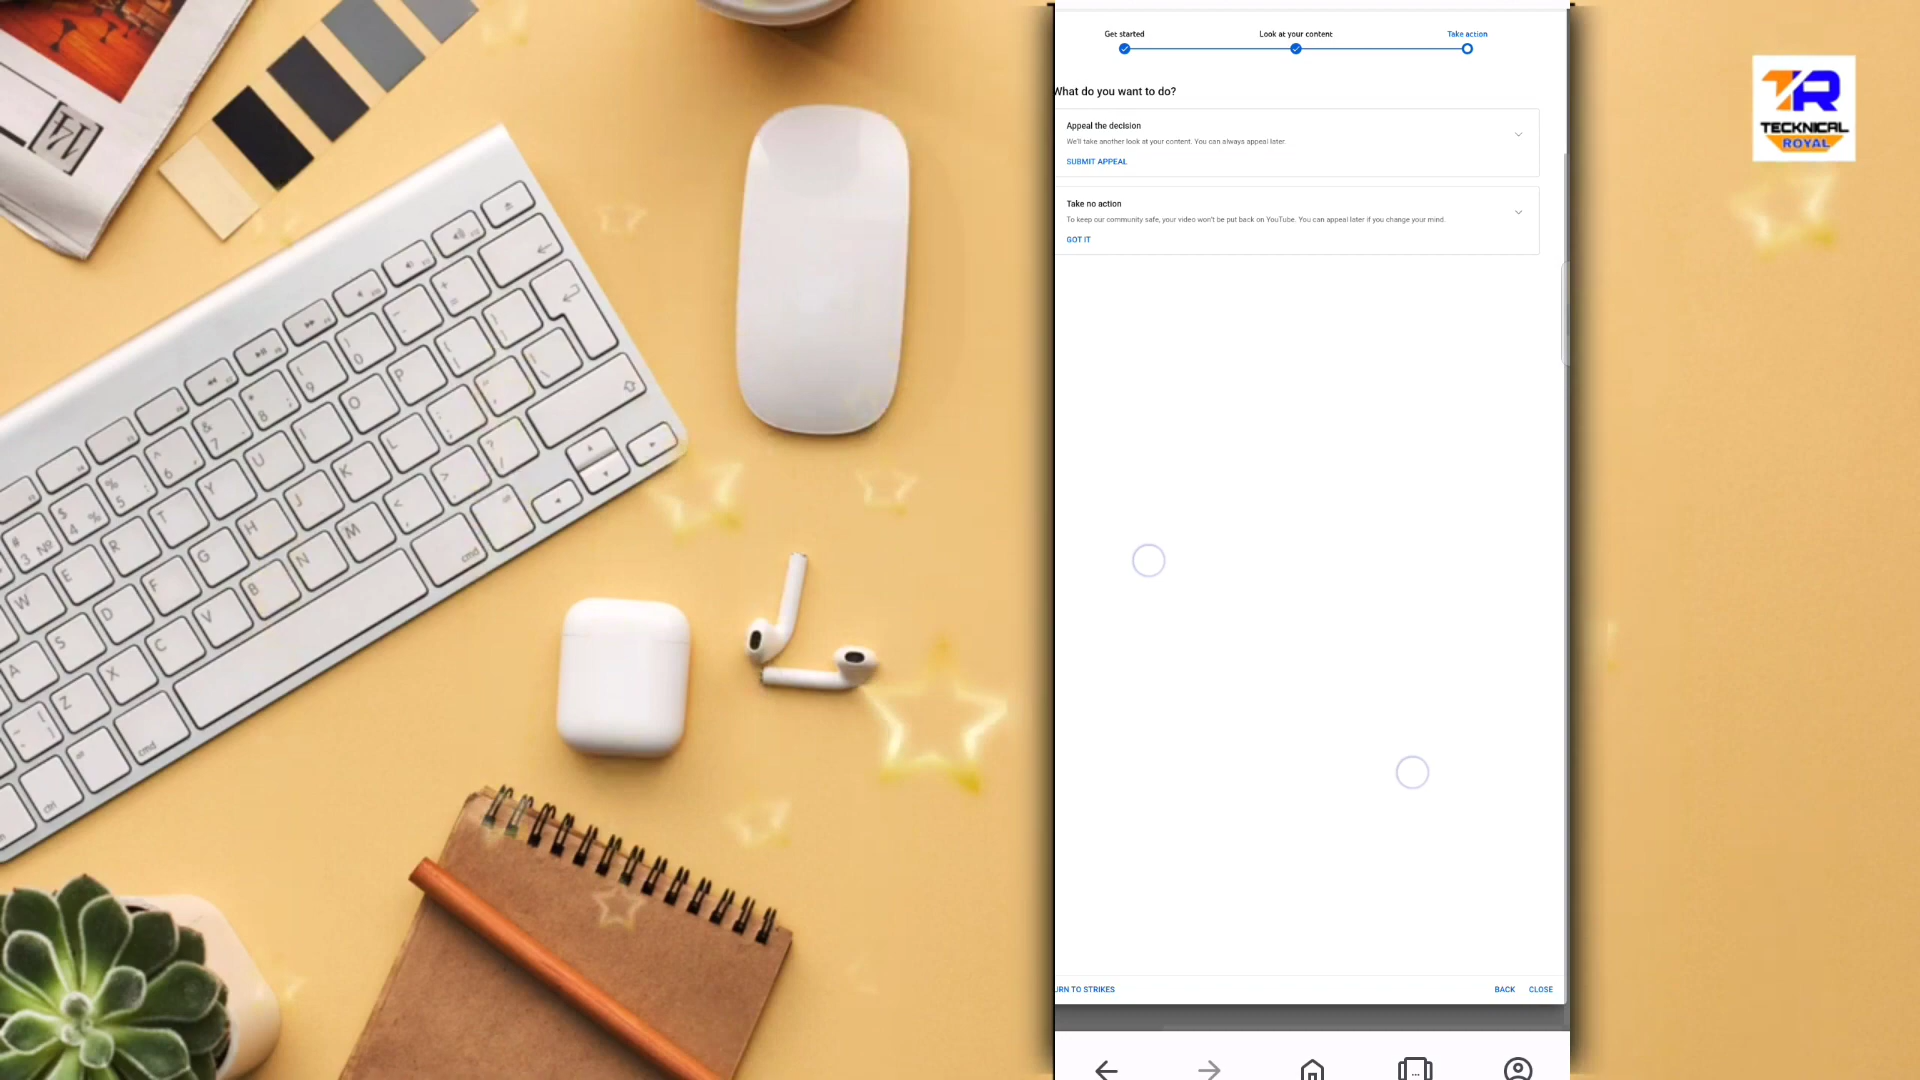 Get started
Look at your content
Take action
What do you want to do?
Appeal the decision
We'll take another look at your content. You can always appeal later.
SUBMIT APPEAL
Take no action
To keep our community safe, your video won't be put back on YouTube. You can appeal later if you change your mind.
GOT IT
URN TO STRIKES
BACK
CLOSE
TR
TECKNICAL
ROYAL